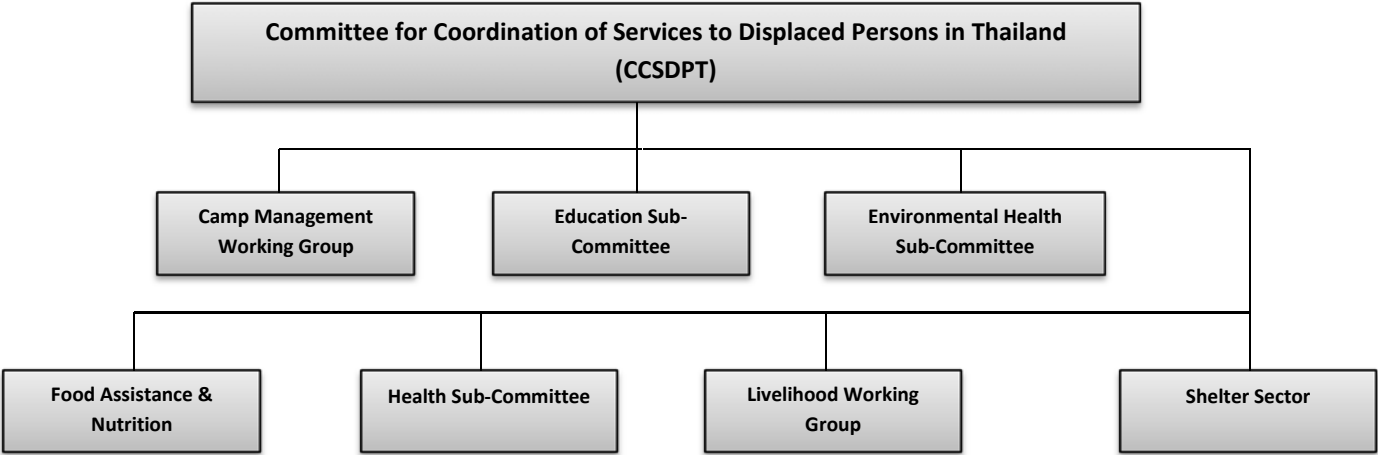 Committee for Coordination of Services to Displaced Persons in Thailand
(CCSDPT)
Camp Management
Working Group
Education Sub-
Committee
Environmental Health
Sub-Committee
Food Assistance &
Nutrition
Health Sub-Committee
Livelihood Working
Group
Shelter Sector